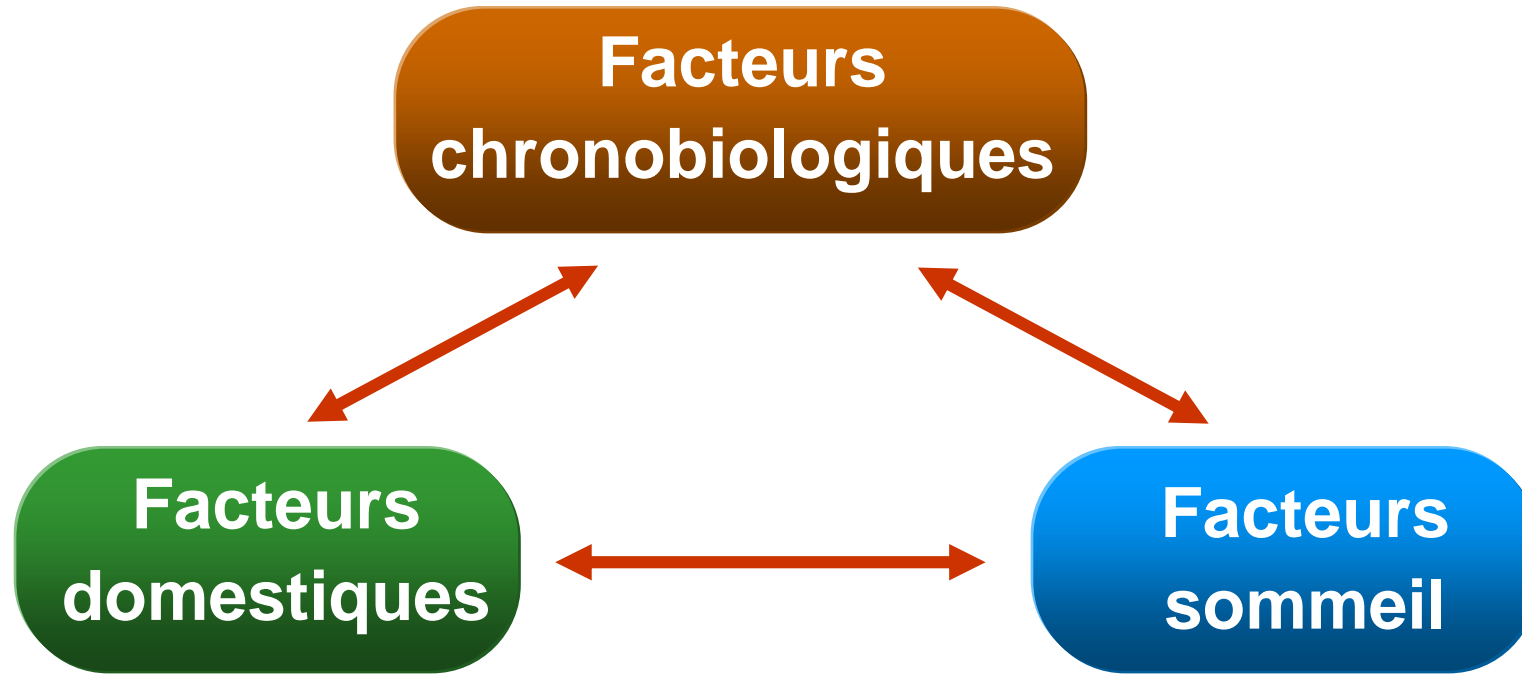 Facteurs
chronobiologiques
Facteurs
domestiques
Facteurs
sommeil